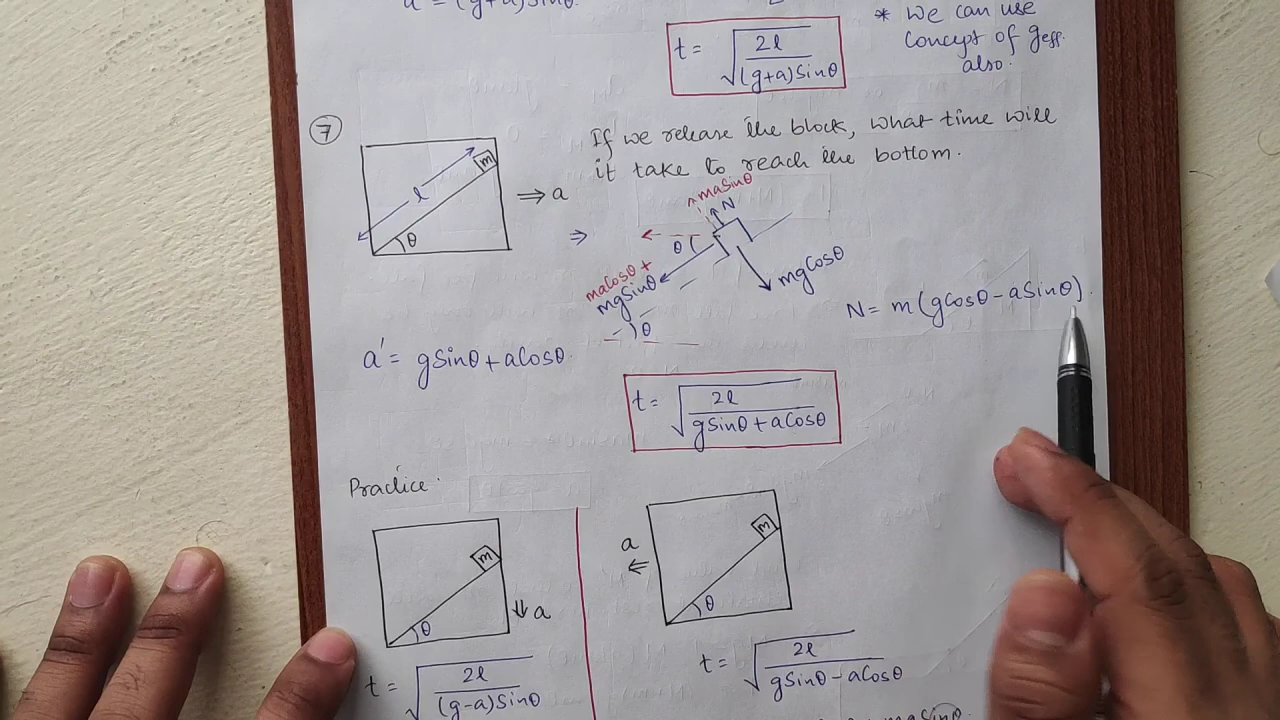 a' = (g+a)sinθ.
t = √(2l/(g+a)sinθ)
* We can use
concept of geff.
also.
7
If we release the block, what time will
it take to reach the bottom.
m
l
θ
⇒ a
⇒
masinθ
N
θ
macosθ +
mgsinθ
mgcosθ
θ
N = m(gcosθ - asinθ).
a' = gsinθ + acosθ.
t = √(2l/gsinθ + acosθ)
Practice:
m
θ
⇓ a
t = √(2l/(g-a)sinθ)
a
⇐
m
θ
t = √(2l/gsinθ - acosθ)
mgsinθ.